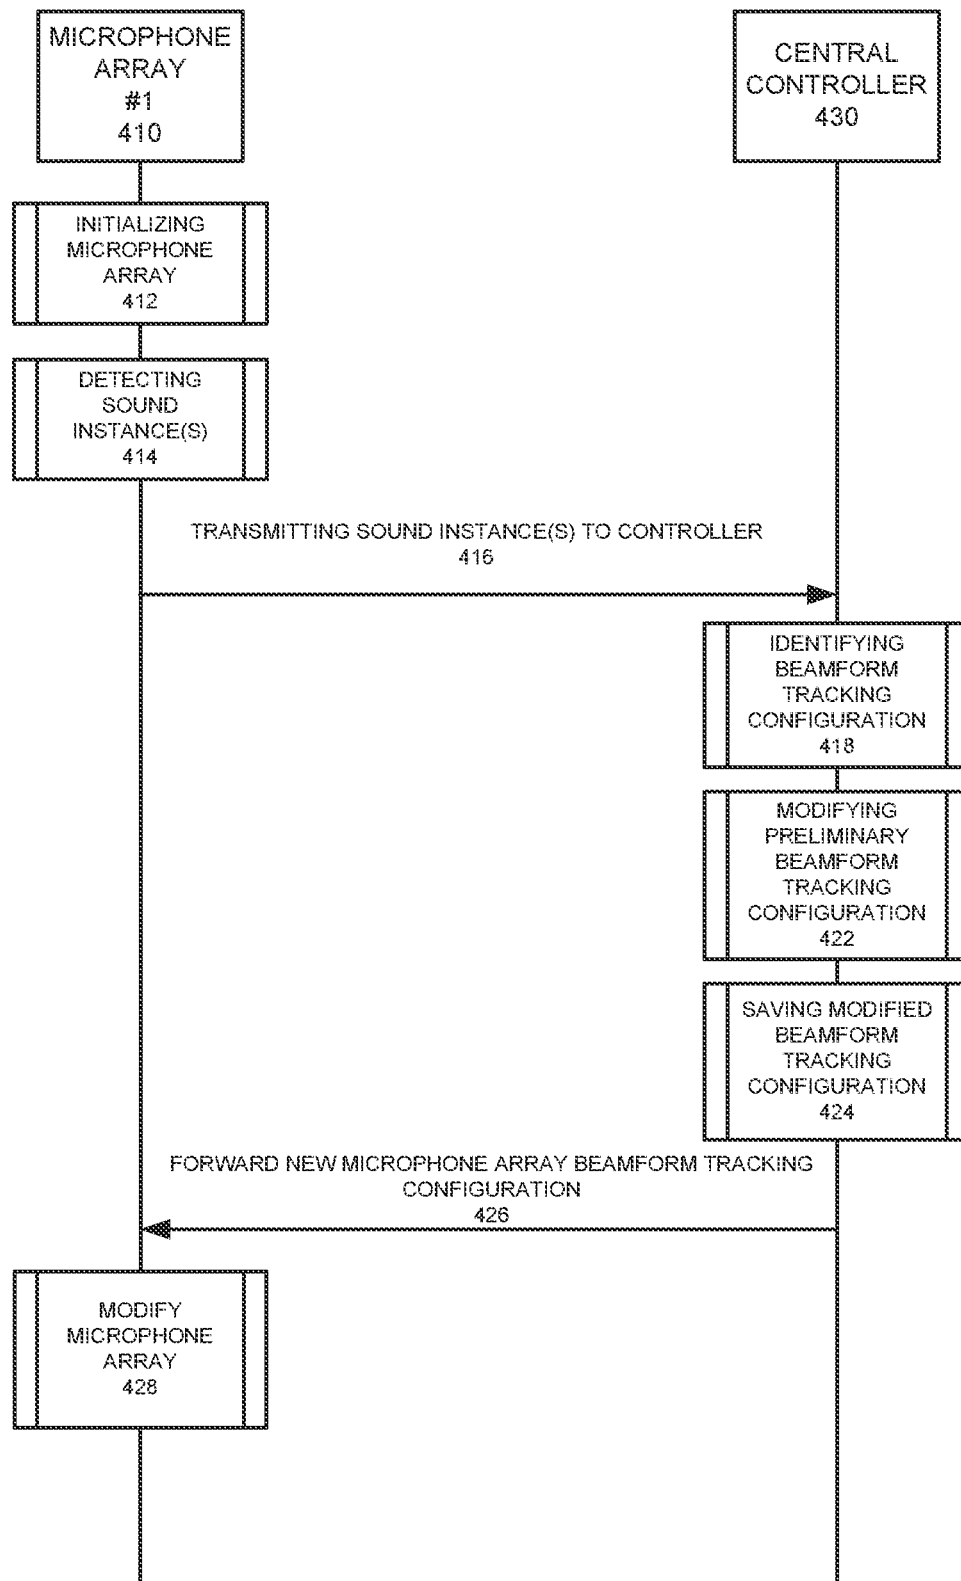 MICROPHONE
ARRAY
#1
410
CENTRAL
CONTROLLER
430
INITIALIZING
MICROPHONE
ARRAY
412
DETECTING
SOUND
INSTANCE(S)
414
TRANSMITTING SOUND INSTANCE(S) TO CONTROLLER
416
IDENTIFYING
BEAMFORM
TRACKING
CONFIGURATION
418
MODIFYING
PRELIMINARY
BEAMFORM
TRACKING
CONFIGURATION
422
SAVING MODIFIED
BEAMFORM
TRACKING
CONFIGURATION
424
FORWARD NEW MICROPHONE ARRAY BEAMFORM TRACKING
CONFIGURATION
426
MODIFY
MICROPHONE
ARRAY
428